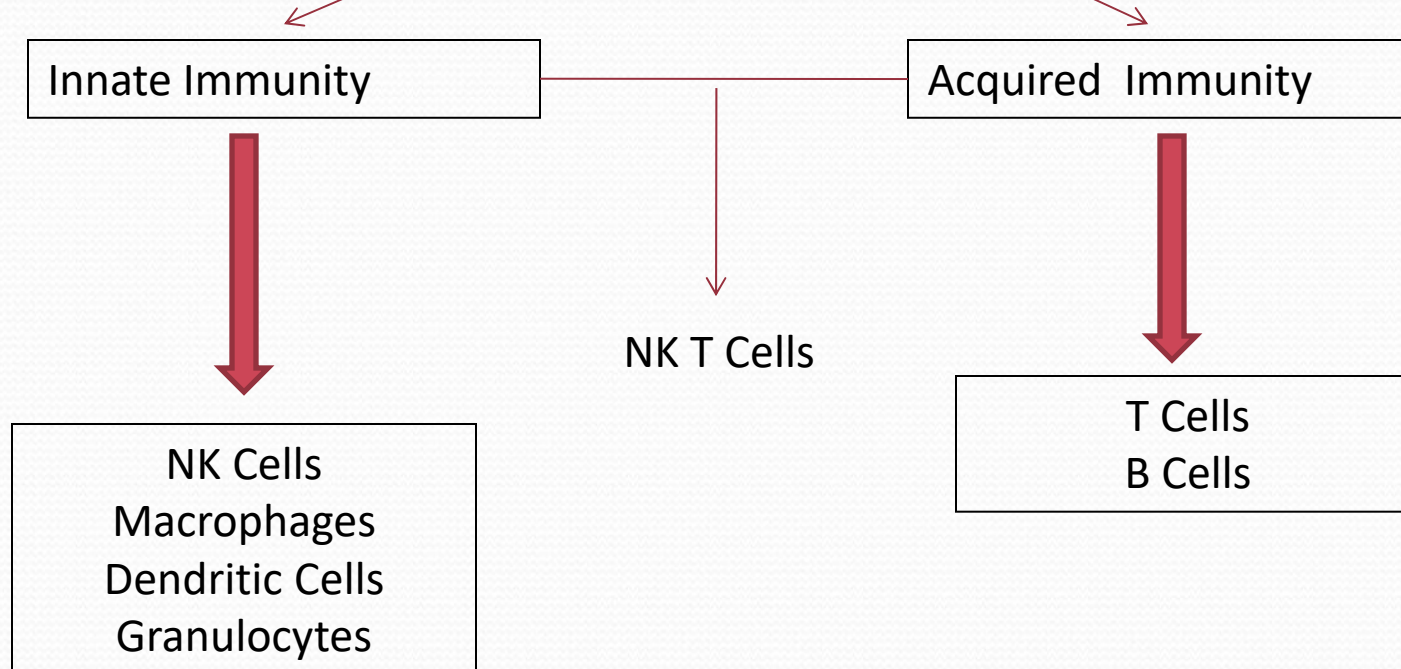 Innate Immunity
Acquired Immunity
NK T Cells
T Cells
B Cells
NK Cells
Macrophages
Dendritic Cells
Granulocytes